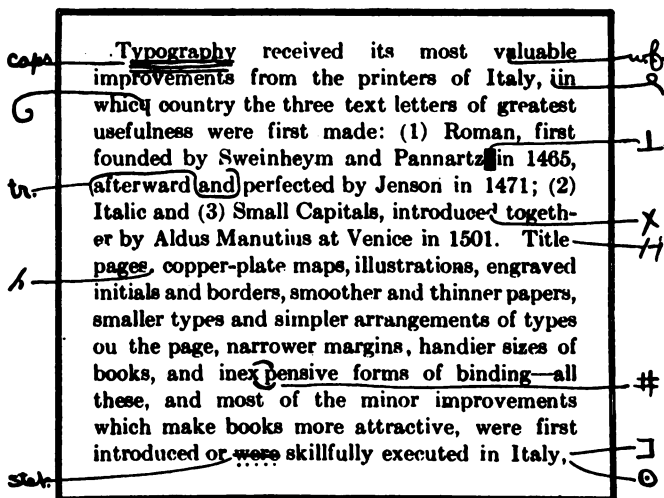 caps Typography received its most valuable wf
improvements from the printers of Italy, iin
whicq country the three text letters of greatest
usefulness were first made: (1) Roman, first
founded by Sweinheym and Pannartz in 1465,
tr. afterward and perfected by Jenson in 1471; (2)
Italic and (3) Small Capitals, introduced togeth-
er by Aldus Manutius at Venice in 1501. Title
pages, copper-plate maps, illustrations, engraved
initials and borders, smoother and thinner papers,
smaller types and simpler arrangements of types
ou the page, narrower margins, handier sizes of
books, and inex pensive forms of binding—all #
these, and most of the minor improvements
which make books more attractive, were first
introduced or were skillfully executed in Italy,
stet.